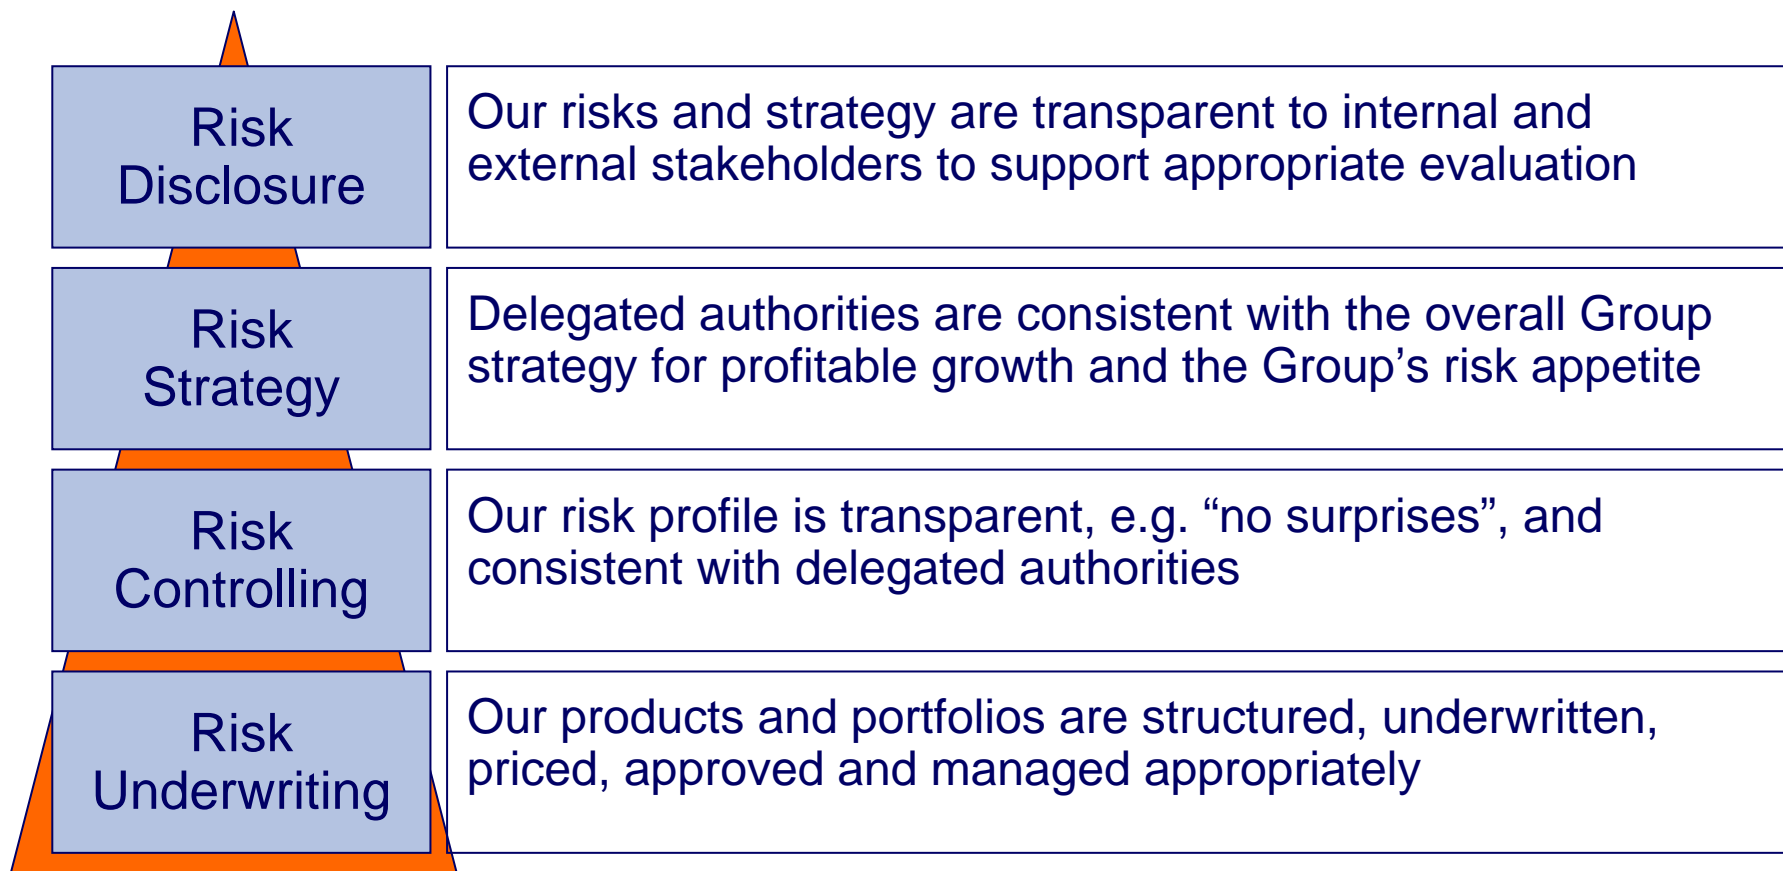 Risk
Disclosure
Our risks and strategy are transparent to internal and
external stakeholders to support appropriate evaluation
Risk
Strategy
Delegated authorities are consistent with the overall Group
strategy for profitable growth and the Group’s risk appetite
Risk
Controlling
Our risk profile is transparent, e.g. “no surprises”, and
consistent with delegated authorities
Risk
Underwriting
Our products and portfolios are structured, underwritten,
priced, approved and managed appropriately